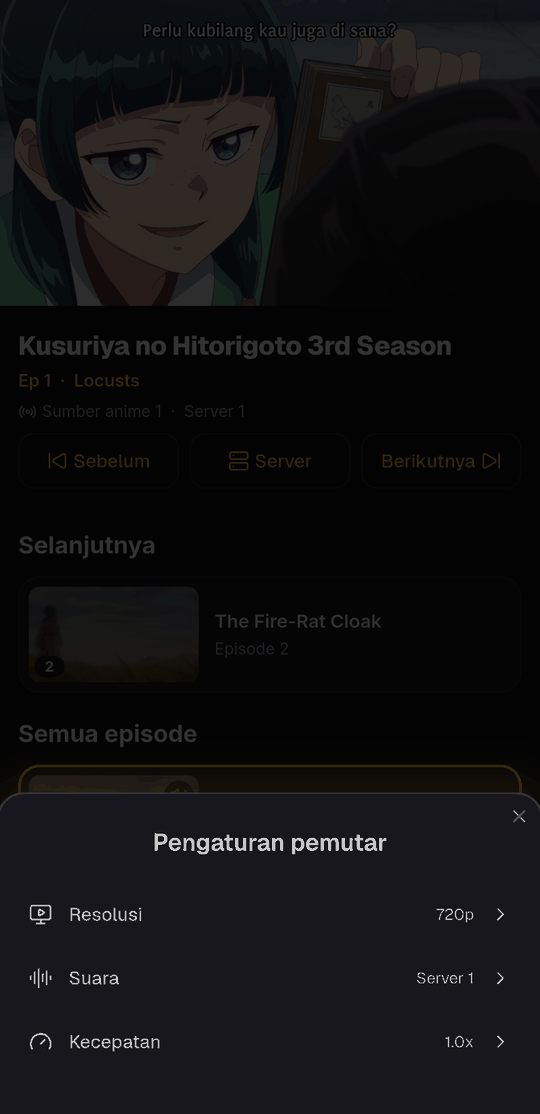 Perlu kubilang kau juga di sana?
Kusuriya no Hitorigoto 3rd Season
Ep 1 · Locusts
Sumber anime 1 · Server 1
Sebelum
Server
Berikutnya
Selanjutnya
The Fire-Rat Cloak
Episode 2
2
Semua episode
Pengaturan pemutar
Resolusi 720p
Suara Server 1
Kecepatan 1.0x